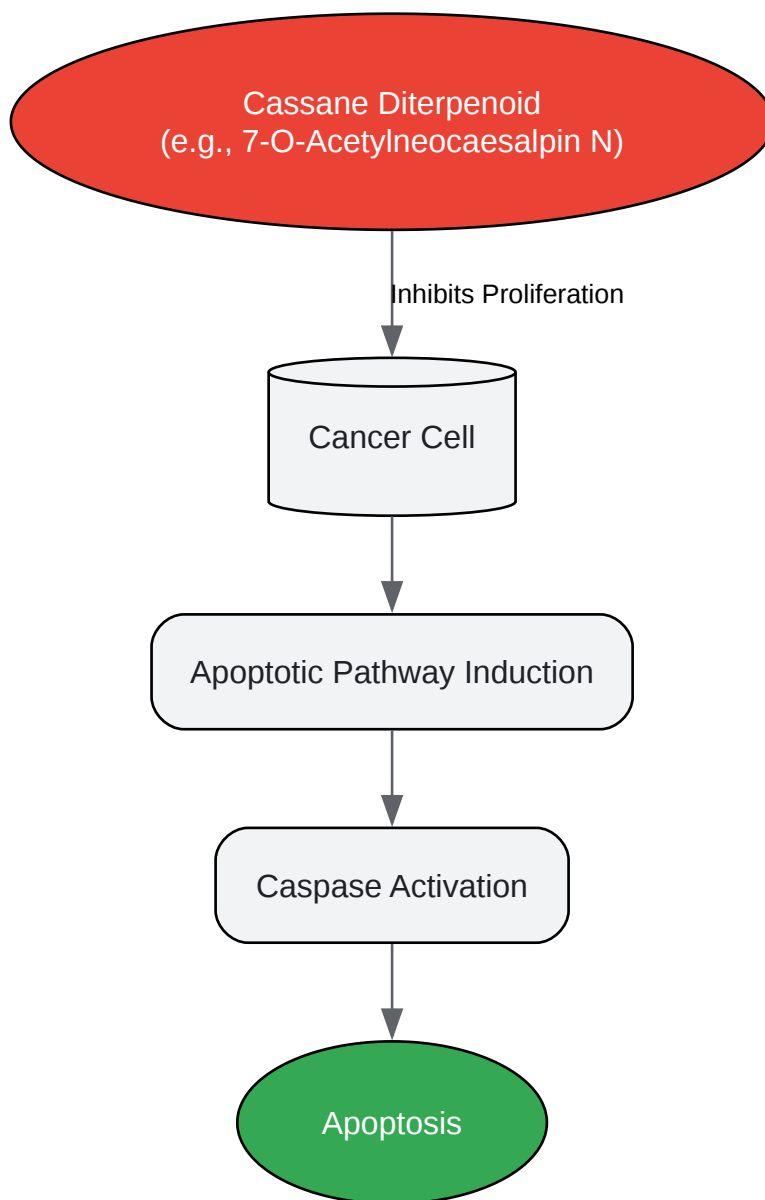 Cassane Diterpenoid
(e.g., 7-O-Acetylneocaesalpin N)
Inhibits Proliferation
Cancer Cell
Apoptotic Pathway Induction
Caspase Activation
Apoptosis